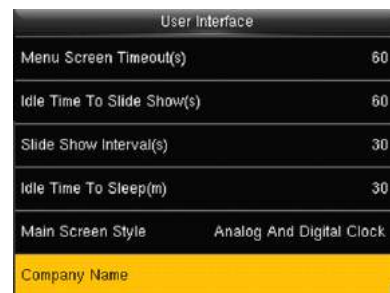 User Interface
Menu Screen Timeout(s) 60
Idle Time To Slide Show(s) 60
Slide Show Interval(s) 30
Idle Time To Sleep(m) 30
Main Screen Style Analog And Digital Clock
Company Name